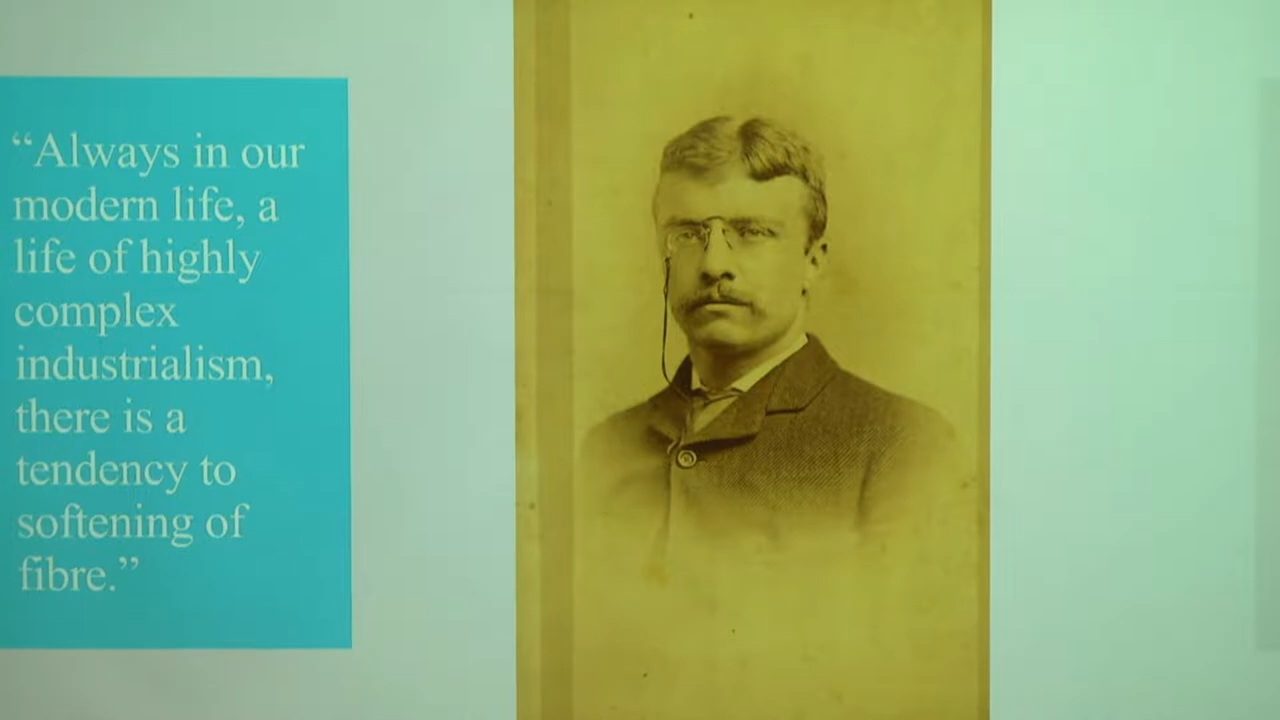 “Always in our
modern life, a
life of highly
complex
industrialism,
there is a
tendency to
softening of
fibre.”